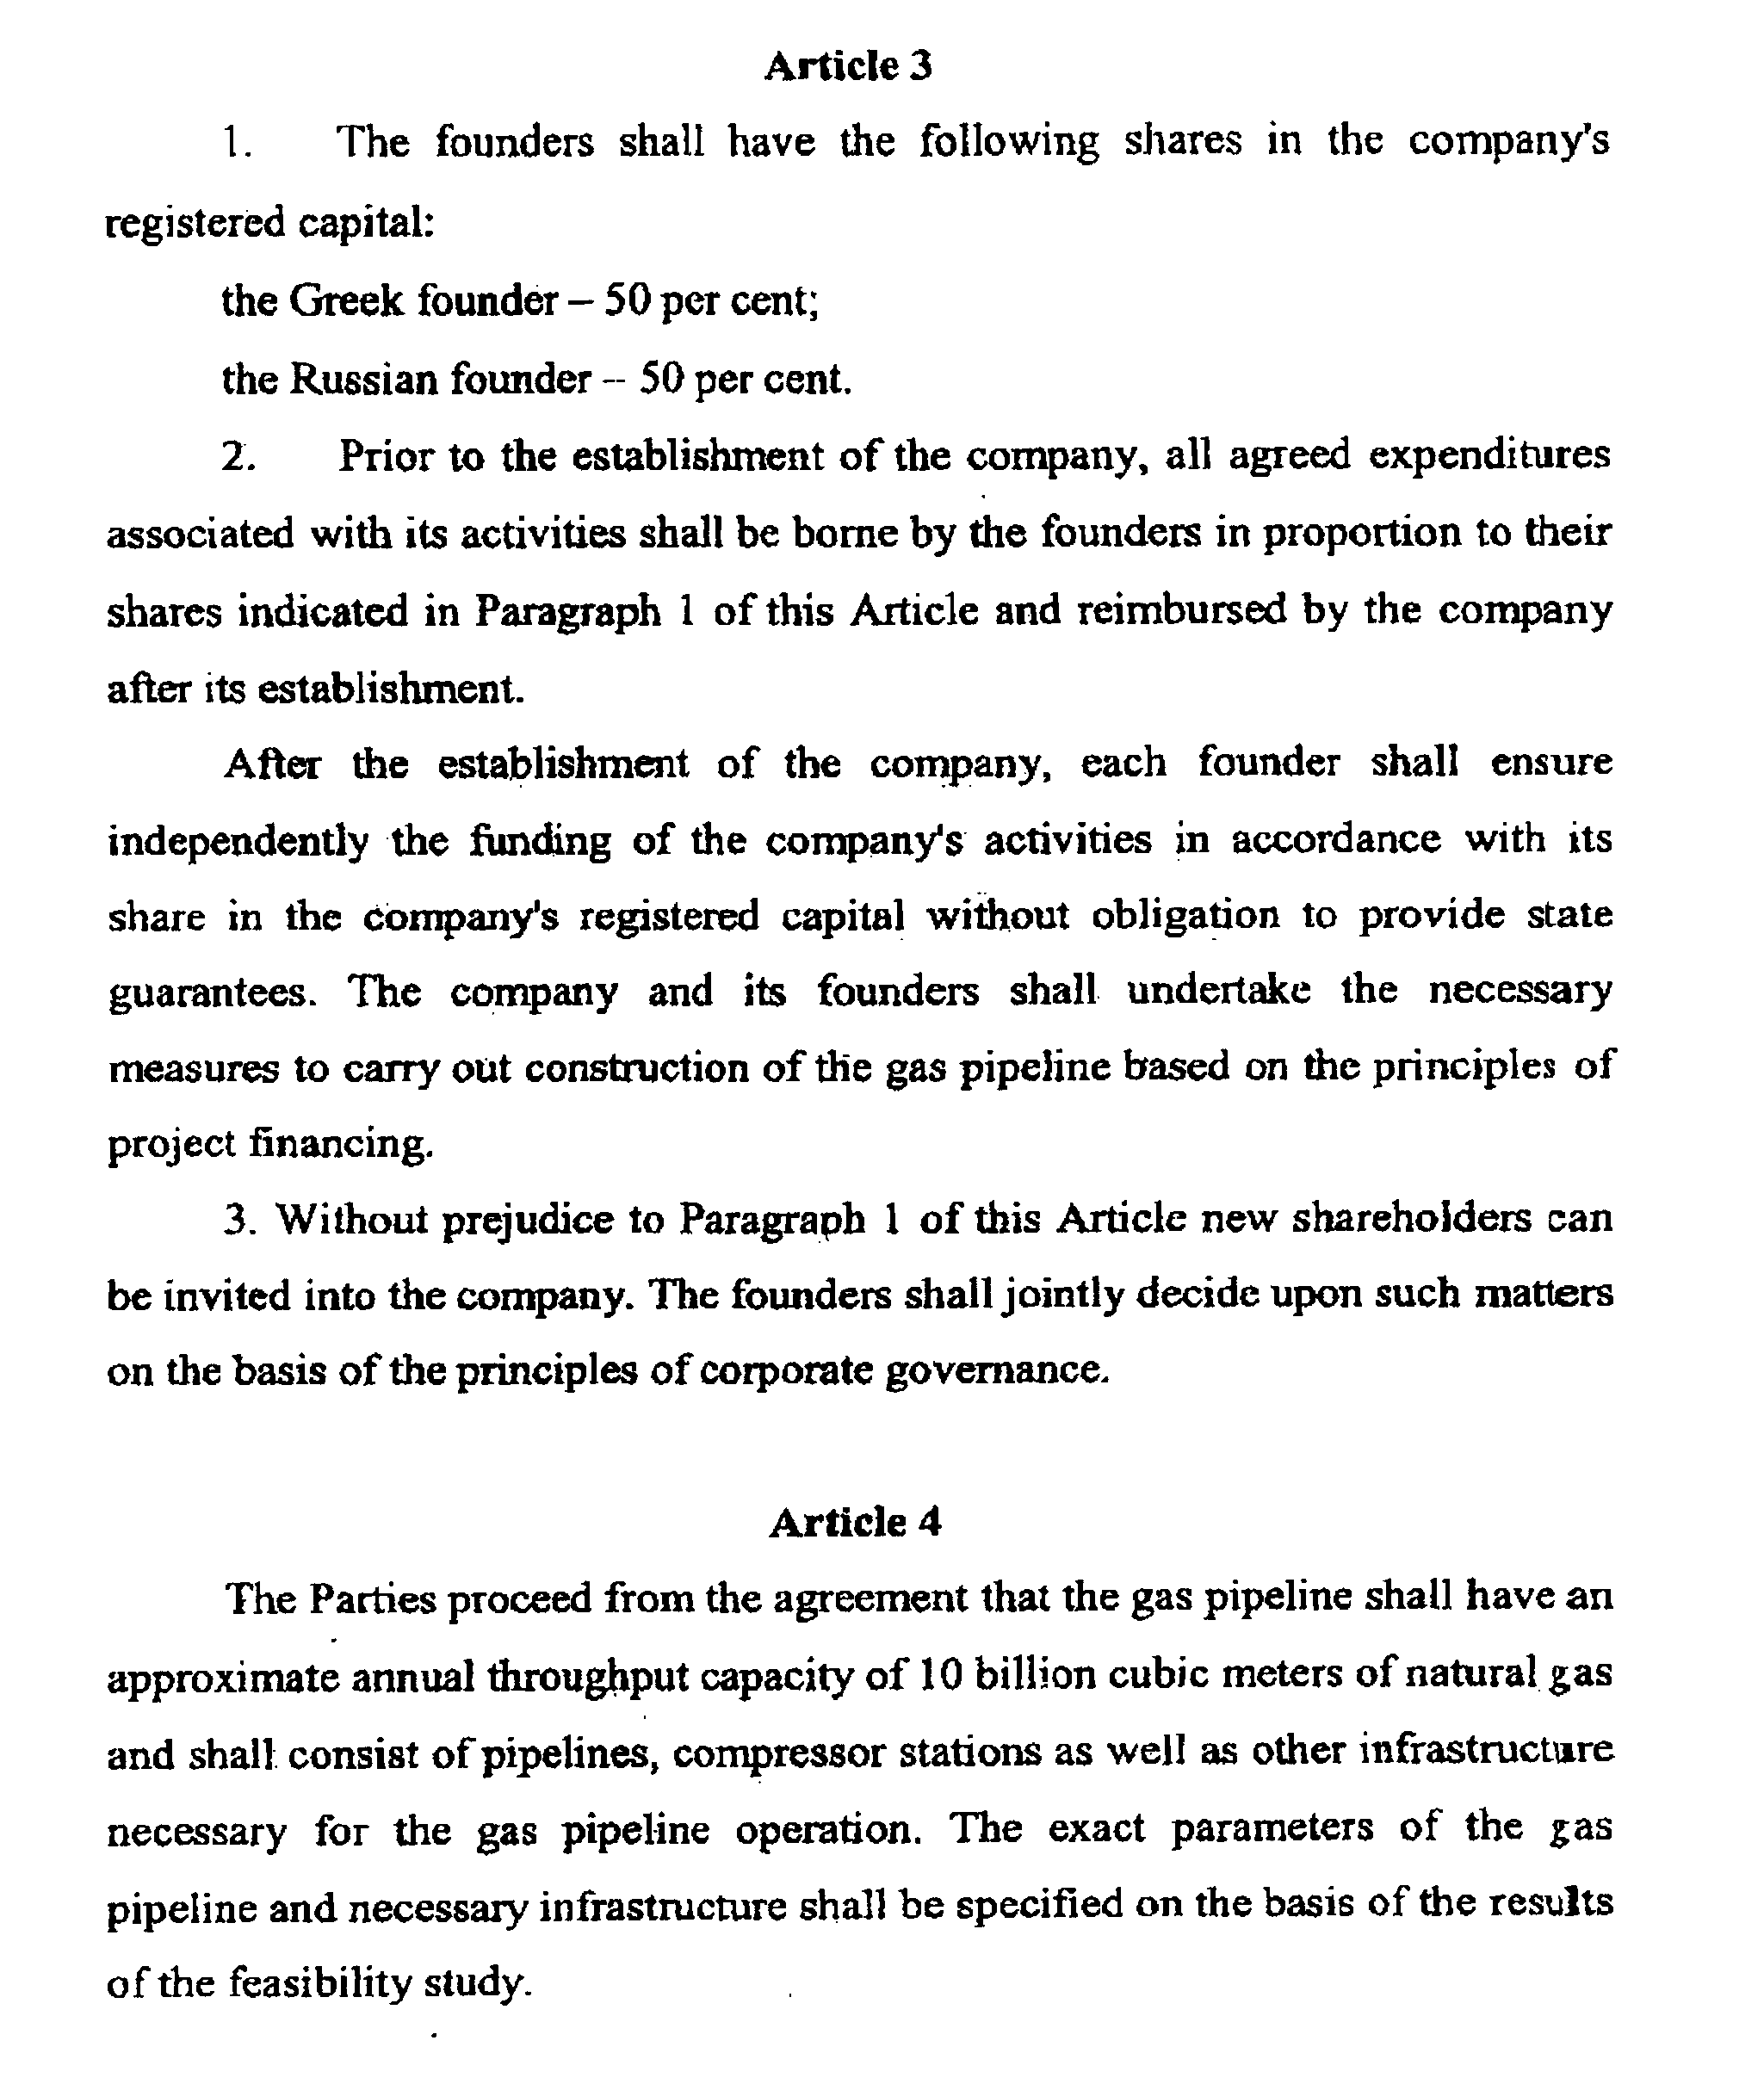 Article 3
1. The founders shall have the following shares in the company's
registered capital:
the Greek founder – 50 per cent;
the Russian founder – 50 per cent.
2. Prior to the establishment of the company, all agreed expenditures
associated with its activities shall be borne by the founders in proportion to their
shares indicated in Paragraph 1 of this Article and reimbursed by the company
after its establishment.
After the establishment of the company, each founder shall ensure
independently the funding of the company's activities in accordance with its
share in the company's registered capital without obligation to provide state
guarantees. The company and its founders shall undertake the necessary
measures to carry out construction of the gas pipeline based on the principles of
project financing.
3. Without prejudice to Paragraph 1 of this Article new shareholders can
be invited into the company. The founders shall jointly decide upon such matters
on the basis of the principles of corporate governance.
Article 4
The Parties proceed from the agreement that the gas pipeline shall have an
approximate annual throughput capacity of 10 billion cubic meters of natural gas
and shall consist of pipelines, compressor stations as well as other infrastructure
necessary for the gas pipeline operation. The exact parameters of the gas
pipeline and necessary infrastructure shall be specified on the basis of the results
of the feasibility study.